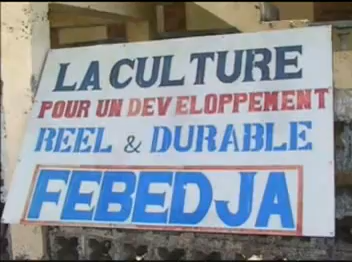 LA CULTURE
POUR UN DEVELOPPEMENT
REEL & DURABLE
FEBEDJA